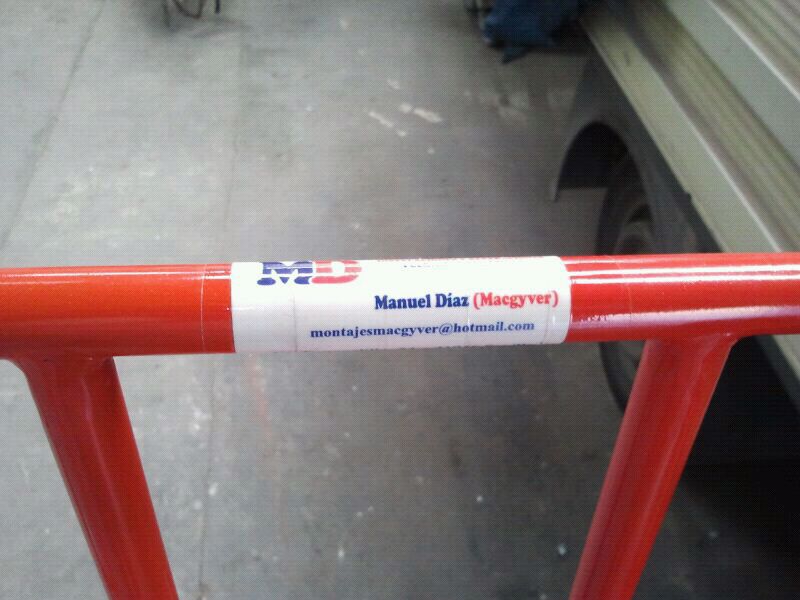 MD
Manuel Díaz (Macgyver)
montajesmacgyver@hotmail.com